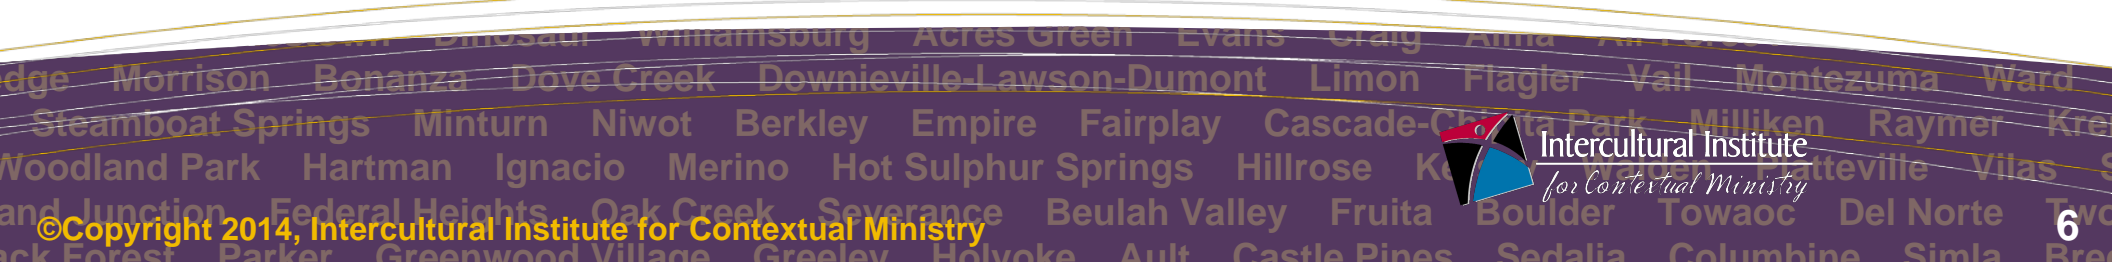 Dinosaur Williamsburg Acres Green Evans Craig Alma
Morrison Bonanza Dove Creek Downieville-Lawson-Dumont Limon Flagler Vail Montezuma Ward
Steamboat Springs Minturn Niwot Berkley Empire Fairplay Milliken Raymer
Intercultural Institute
Woodland Park Hartman Ignacio Merino Hot Sulphur Springs Hillrose Vilas
for Contextual Ministry
Federal Heights Oak Creek Severance Beulah Valley Fruita Boulder Towaoc Del Norte
©Copyright 2014, Intercultural Institute for Contextual Ministry
6
Parker Greenwood Village Greeley Holyoke Ault Castle Pines Sedalia Columbine Simla